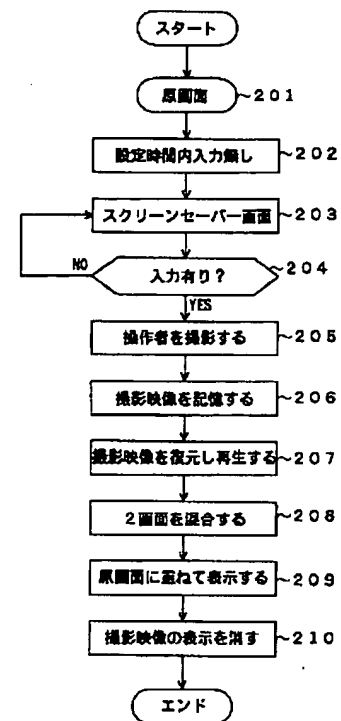 スタート
原画面 201
設定時間内入力無し 202
スクリーンセーバー画面 203
NO 入力有り? 204
YES
操作者を撮影する 205
撮影映像を記憶する 206
撮影映像を復元し再生する 207
2画面を混合する 208
原画面に重ねて表示する 209
撮影映像の表示を消す 210
エンド